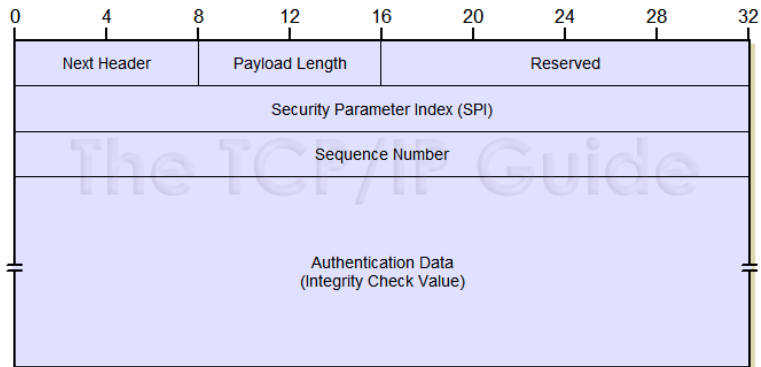 0 4 8 12 16 20 24 28 32
Next Header Payload Length Reserved
Security Parameter Index (SPI)
The TCP/IP Guide
Sequence Number
Authentication Data
(Integrity Check Value)